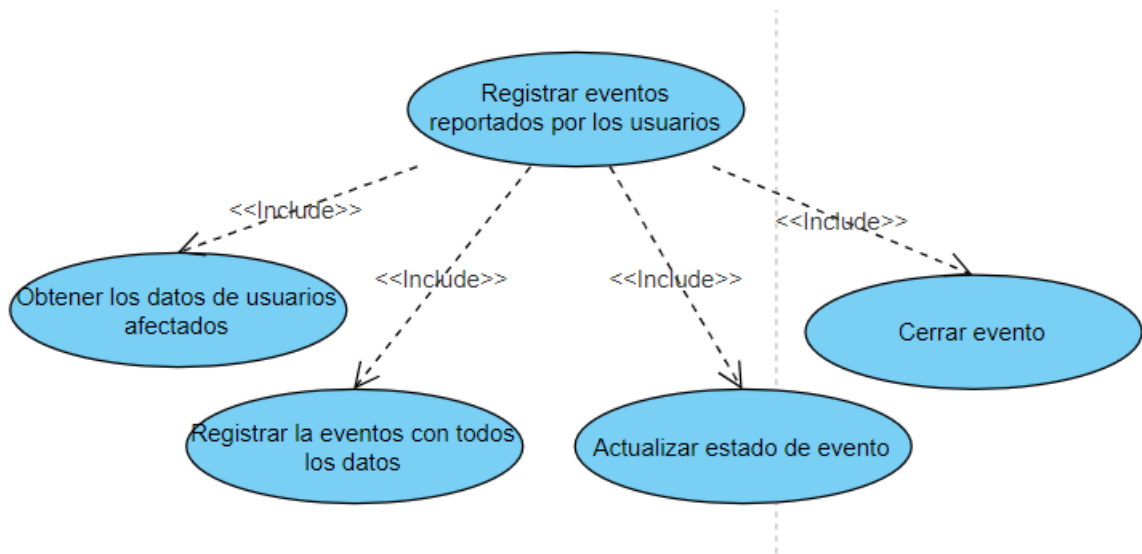 Registrar eventos
reportados por los usuarios
<<Include>>
<<Include>>
<<Include>>
<<Include>>
Obtener los datos de usuarios
afectados
Cerrar evento
Registrar la eventos con todos
los datos
Actualizar estado de evento